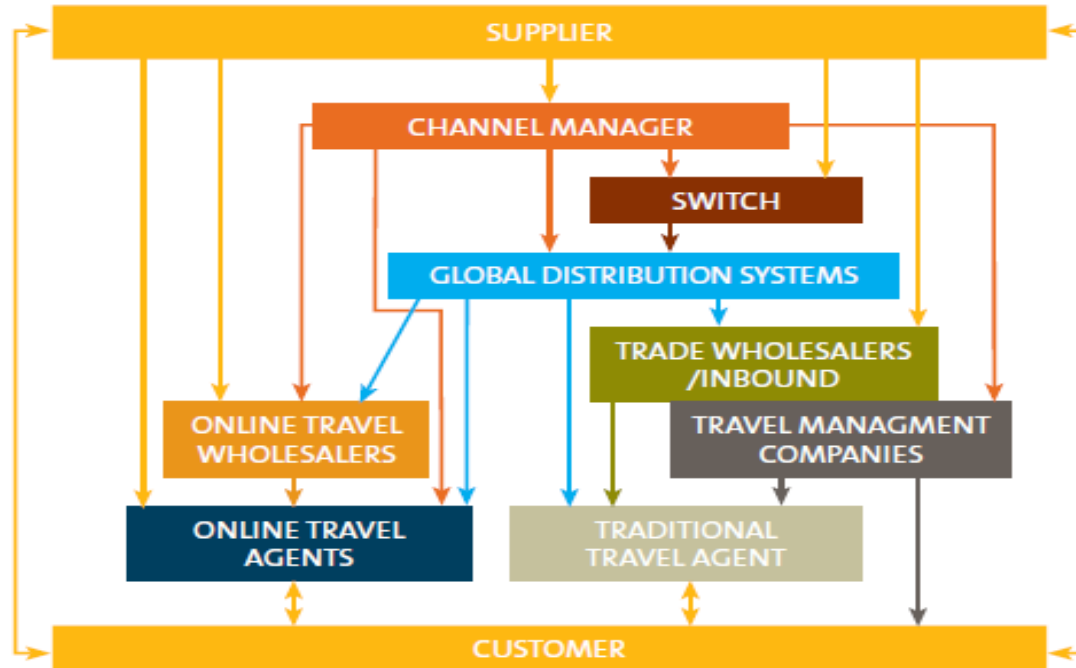 SUPPLIER
CHANNEL MANAGER
SWITCH
GLOBAL DISTRIBUTION SYSTEMS
TRADE WHOLESALERS
/INBOUND
ONLINE TRAVEL
WHOLESALERS
TRAVEL MANAGMENT
COMPANIES
ONLINE TRAVEL
AGENTS
TRADITIONAL
TRAVEL AGENT
CUSTOMER